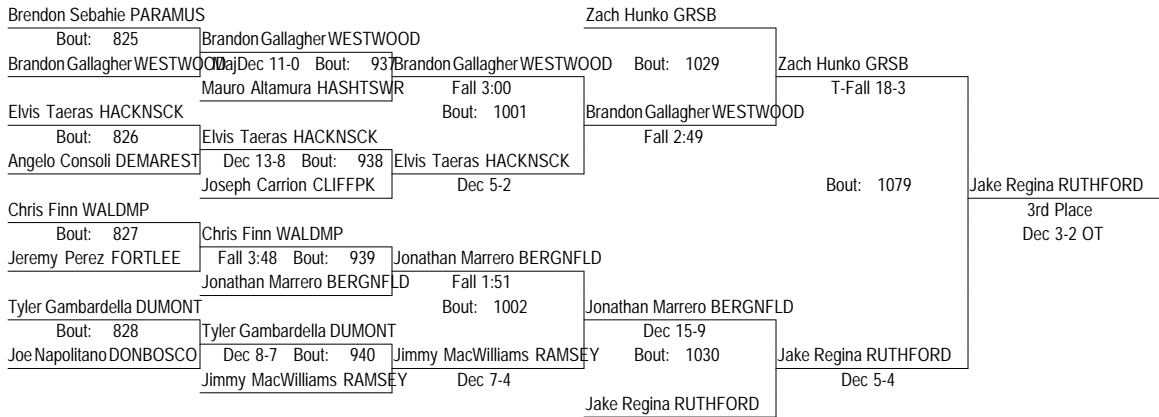 Brendon Sebahie PARAMUS
Bout: 825
Brandon Gallagher WESTWOOD
Elvis Taeras HACKNSCK
Bout: 826
Angelo Consoli DEMAREST
Chris Finn WALDMP
Bout: 827
Jeremy Perez FORTLEE
Tyler Gambardella DUMONT
Bout: 828
Joe Napolitano DONBOSCO
Brandon Gallagher WESTWOOD
MajDec 11-0 Bout: 937
Mauro Altamura HASHTSWR
Elvis Taeras HACKNSCK
Dec 13-8 Bout: 938
Joseph Carrion CLIFFPK
Chris Finn WALDMP
Fall 3:48 Bout: 939
Jonathan Marrero BERGNFLD
Tyler Gambardella DUMONT
Dec 8-7 Bout: 940
Jimmy MacWilliams RAMSEY
Brandon Gallagher WESTWOOD
Fall 3:00
Bout: 1001
Elvis Taeras HACKNSCK
Dec 5-2
Jonathan Marrero BERGNFLD
Fall 1:51
Bout: 1002
Jimmy MacWilliams RAMSEY
Dec 7-4
Zach Hunko GRSB
Bout: 1029
Brandon Gallagher WESTWOOD
Fall 2:49
Jonathan Marrero BERGNFLD
Dec 15-9
Bout: 1030
Jake Regina RUTHFORD
Zach Hunko GRSB
T-Fall 18-3
Bout: 1079
Jake Regina RUTHFORD
Dec 5-4
Jake Regina RUTHFORD
3rd Place
Dec 3-2 OT